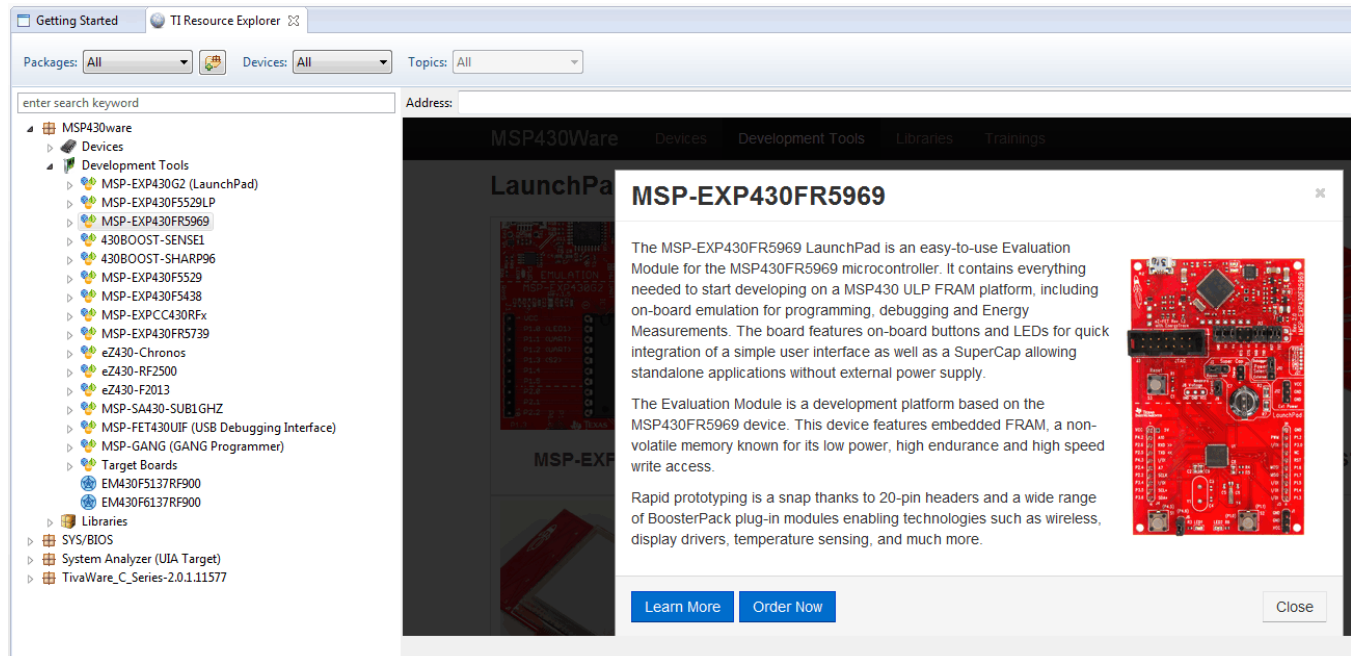 Getting Started
TI Resource Explorer
Packages: All
Devices: All
Topics: All
enter search keyword
Address:
MSP430ware
Devices
Development Tools
MSP-EXP430G2 (LaunchPad)
MSP-EXP430F5529LP
MSP-EXP430FR5969
430BOOST-SENSE1
430BOOST-SHARP96
MSP-EXP430F5529
MSP-EXP430F5438
MSP-EXPCC430RFx
MSP-EXP430FR5739
eZ430-Chronos
eZ430-RF2500
eZ430-F2013
MSP-SA430-SUB1GHZ
MSP-FET430UIF (USB Debugging Interface)
MSP-GANG (GANG Programmer)
Target Boards
EM430F5137RF900
EM430F6137RF900
Libraries
SYS/BIOS
System Analyzer (UIA Target)
TivaWare_C_Series-2.0.1.11577
MSP430Ware Devices Development Tools Libraries Trainings
LaunchPa
MSP-EXP
MSP-EXP430FR5969
The MSP-EXP430FR5969 LaunchPad is an easy-to-use Evaluation
Module for the MSP430FR5969 microcontroller. It contains everything
needed to start developing on a MSP430 ULP FRAM platform, including
on-board emulation for programming, debugging and Energy
Measurements. The board features on-board buttons and LEDs for quick
integration of a simple user interface as well as a SuperCap allowing
standalone applications without external power supply.
The Evaluation Module is a development platform based on the
MSP430FR5969 device. This device features embedded FRAM, a non-
volatile memory known for its low power, high endurance and high speed
write access.
Rapid prototyping is a snap thanks to 20-pin headers and a wide range
of BoosterPack plug-in modules enabling technologies such as wireless,
display drivers, temperature sensing, and much more.
Learn More
Order Now
Close